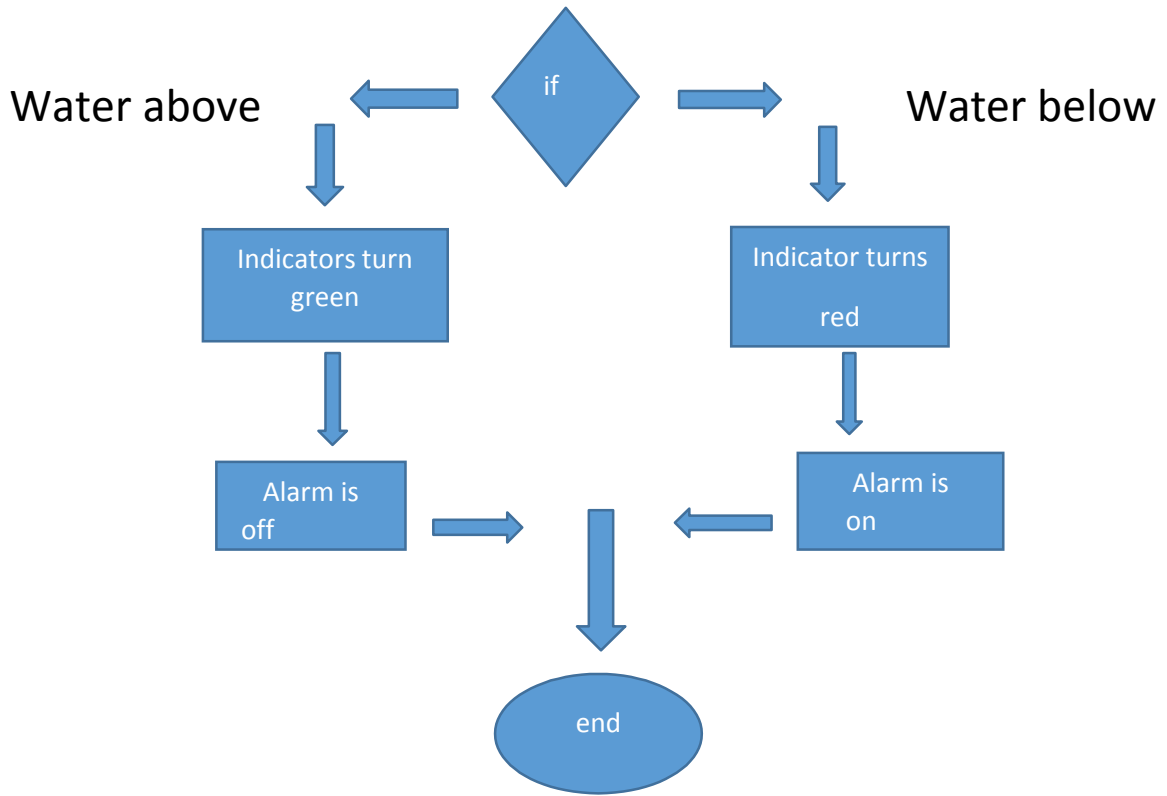 if
Water above
Water below
Indicators turn
green
Indicator turns
red
Alarm is
off
Alarm is
on
end